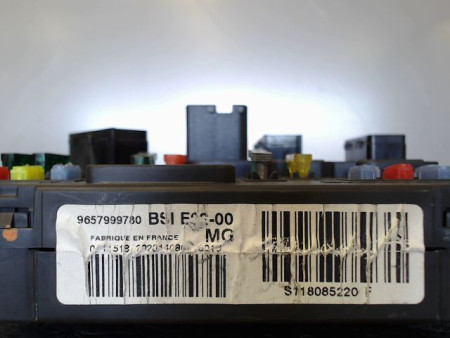 9657999780 BSI
FABRIQUE EN FRANCE MG
S118085220 F